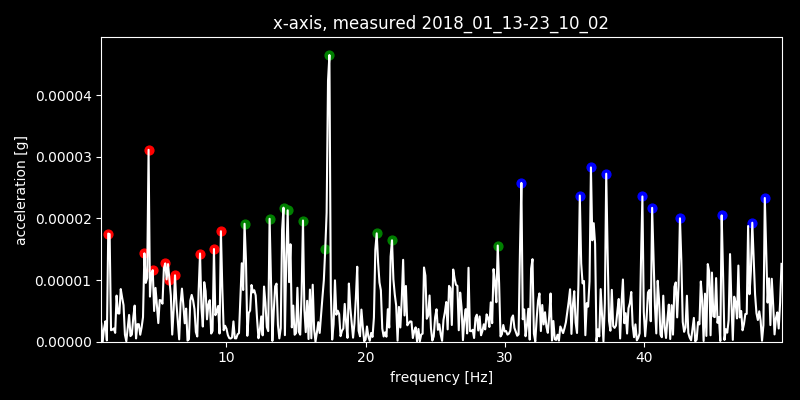 x-axis, measured 2018_01_13-23_10_02
acceleration [g]
0.00004
0.00003
0.00002
0.00001
0.00000
10 20 30 40
frequency [Hz]